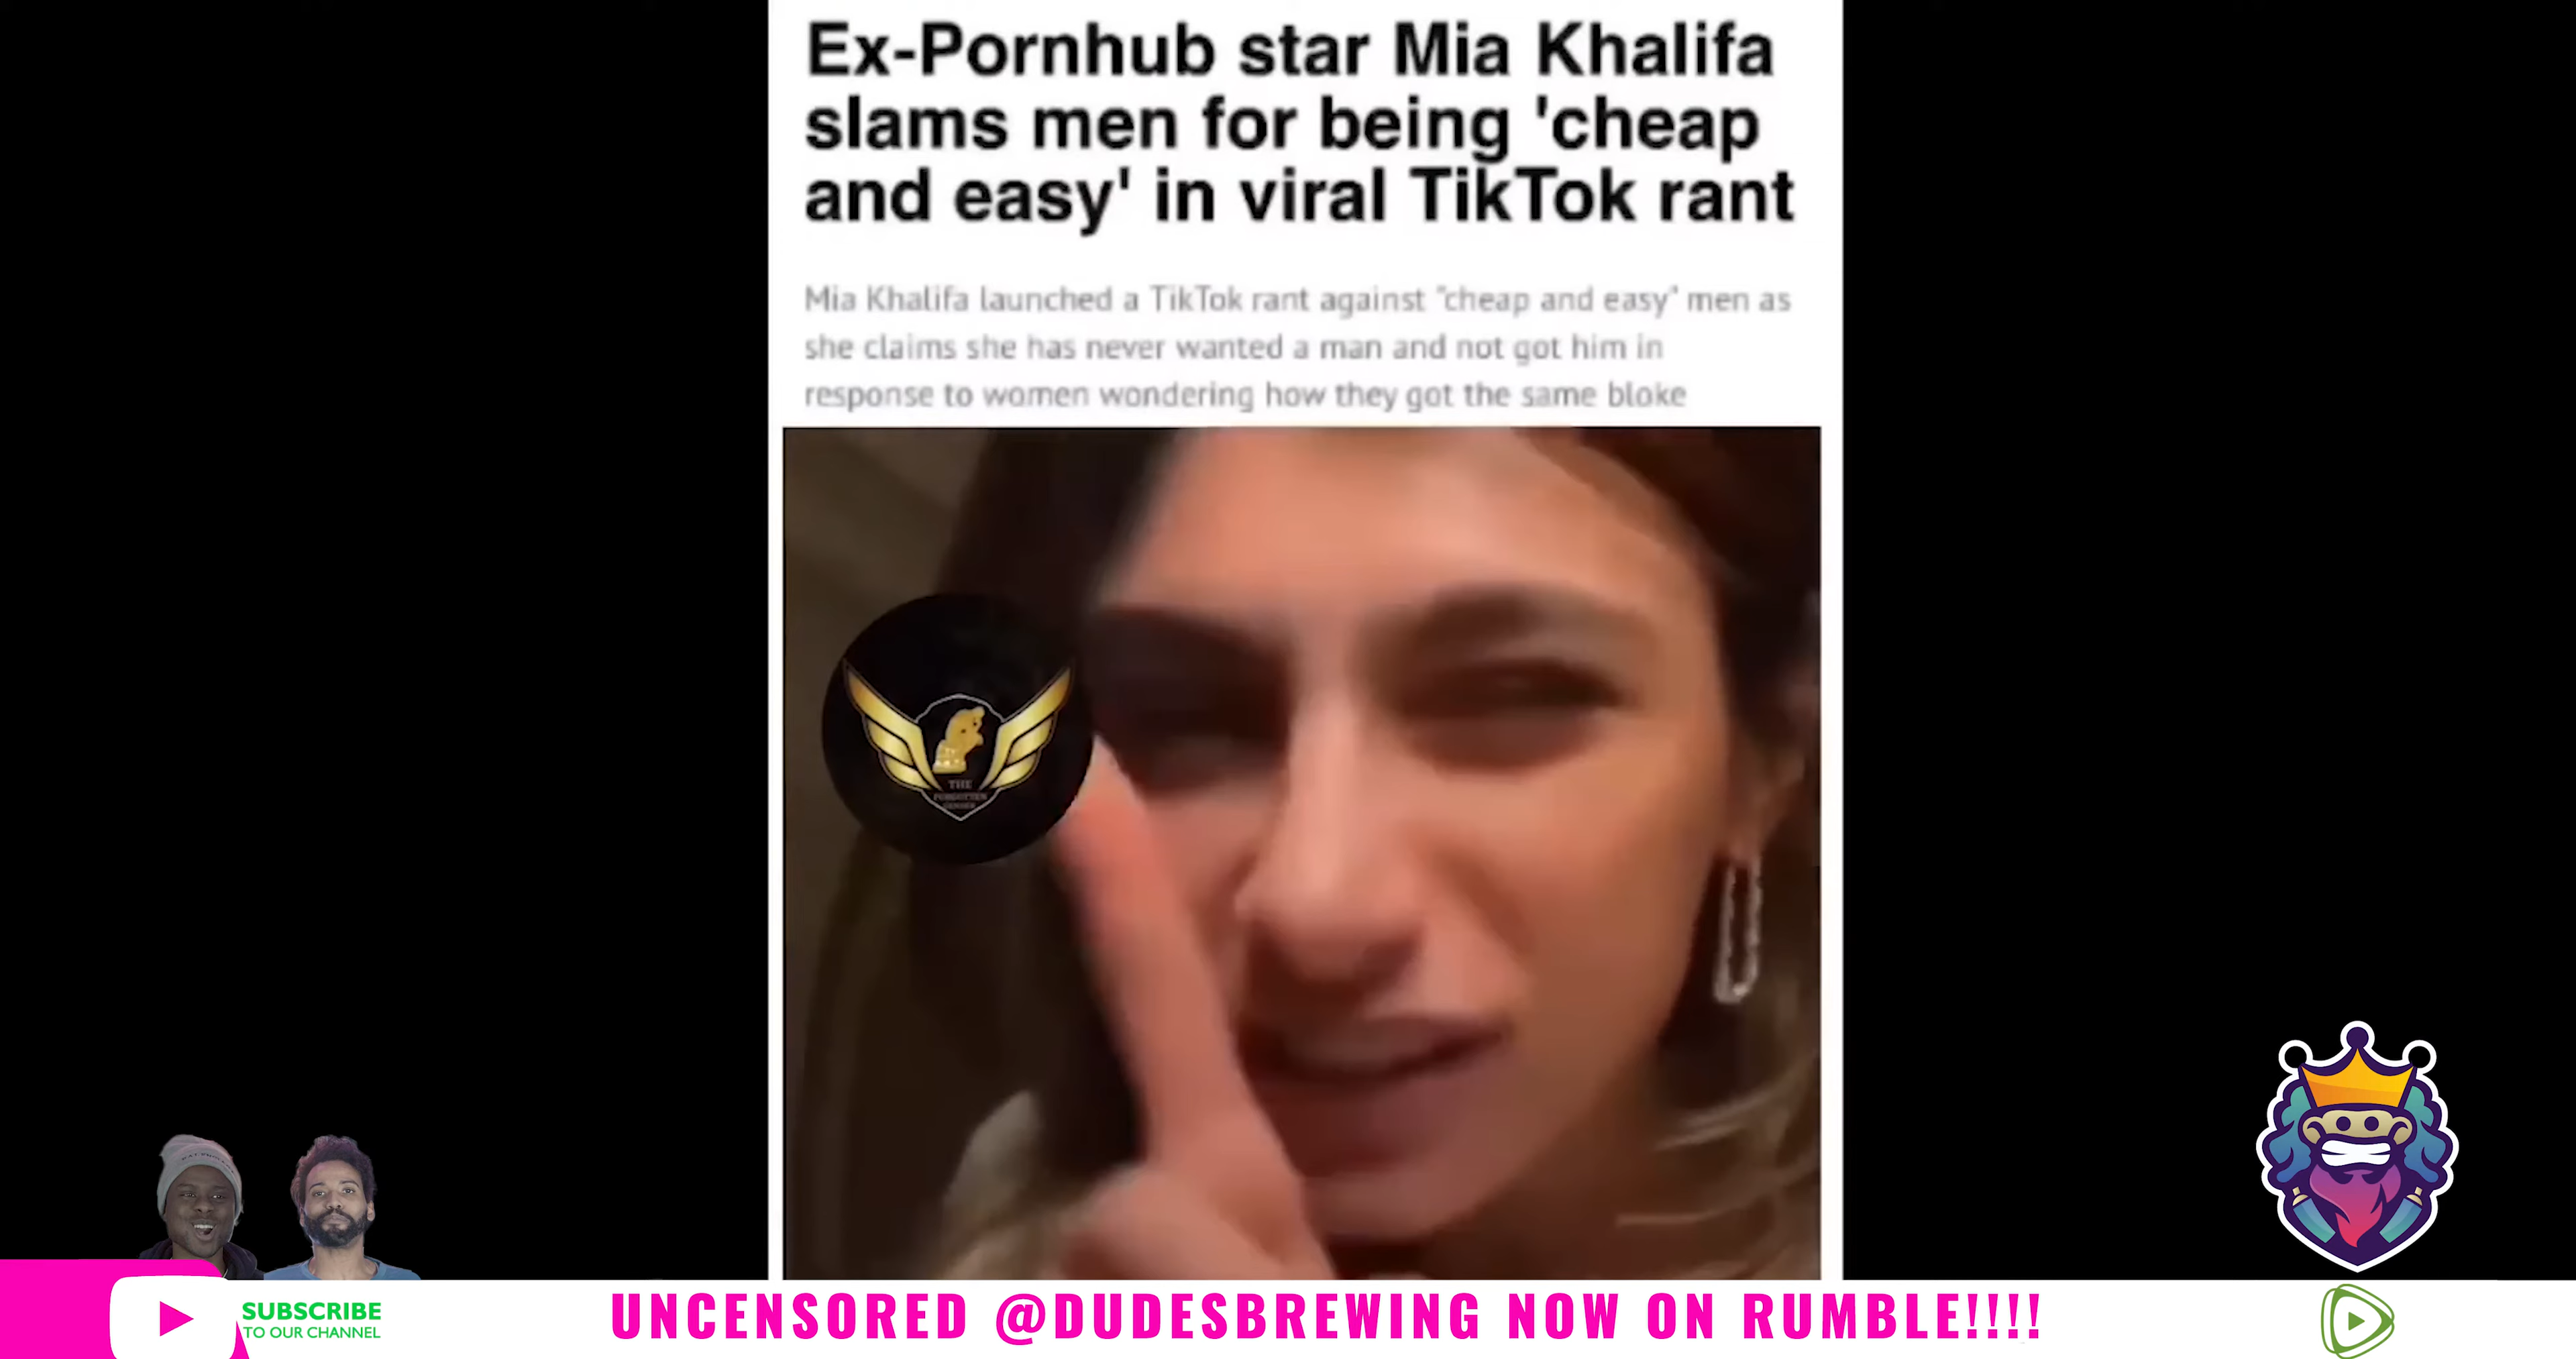 Ex-Pornhub star Mia Khalifa
slams men for being 'cheap
and easy' in viral TikTok rant
Mia Khalifa launched a TikTok rant against "cheap and easy" men as
she claims she has never wanted a man and not got him in
response to women wondering how they got the same bloke
THE
FORGOTTEN
GENDER
SUBSCRIBE
TO OUR CHANNEL
UNCENSORED @DUDESBREWING NOW ON RUMBLE!!!!